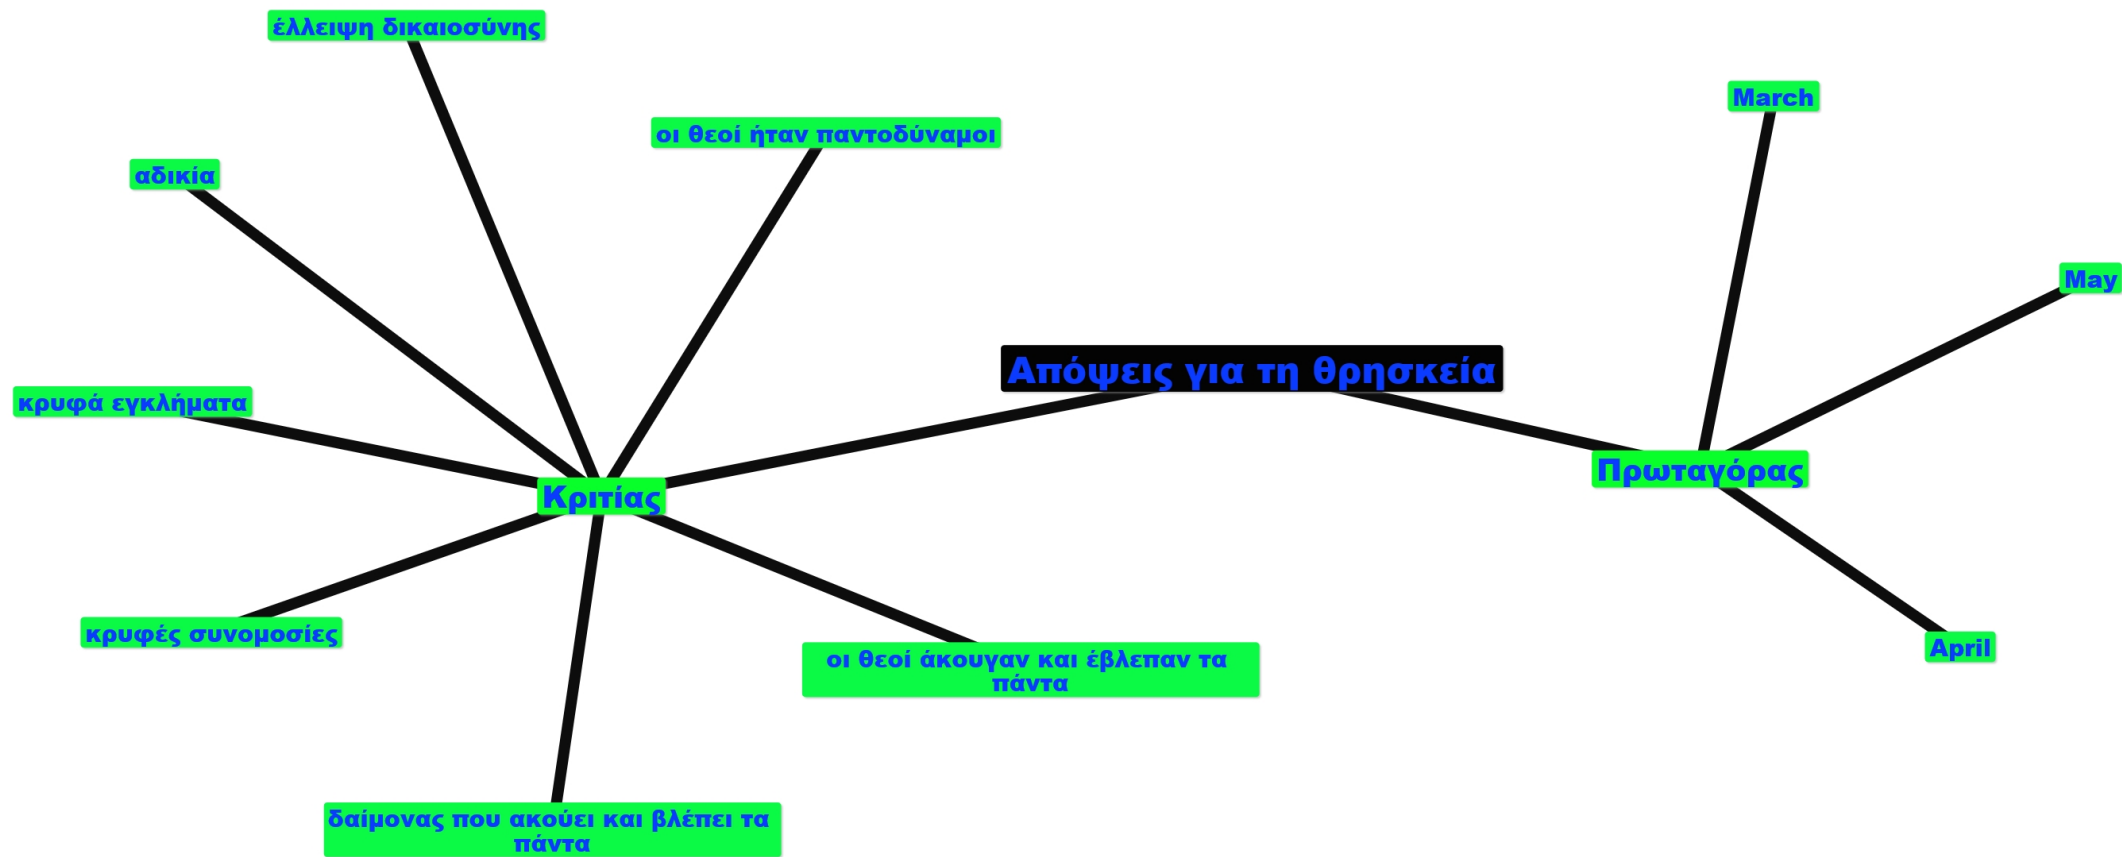 έλλειψη δικαιοσύνης
March
οι θεοί ήταν παντοδύναμοι
αδικία
May
Απόψεις για τη θρησκεία
κρυφά εγκλήματα
Πρωταγόρας
Κριτίας
κρυφές συνομοσίες
April
οι θεοί άκουγαν και έβλεπαν τα
πάντα
δαίμονας που ακούει και βλέπει τα
πάντα